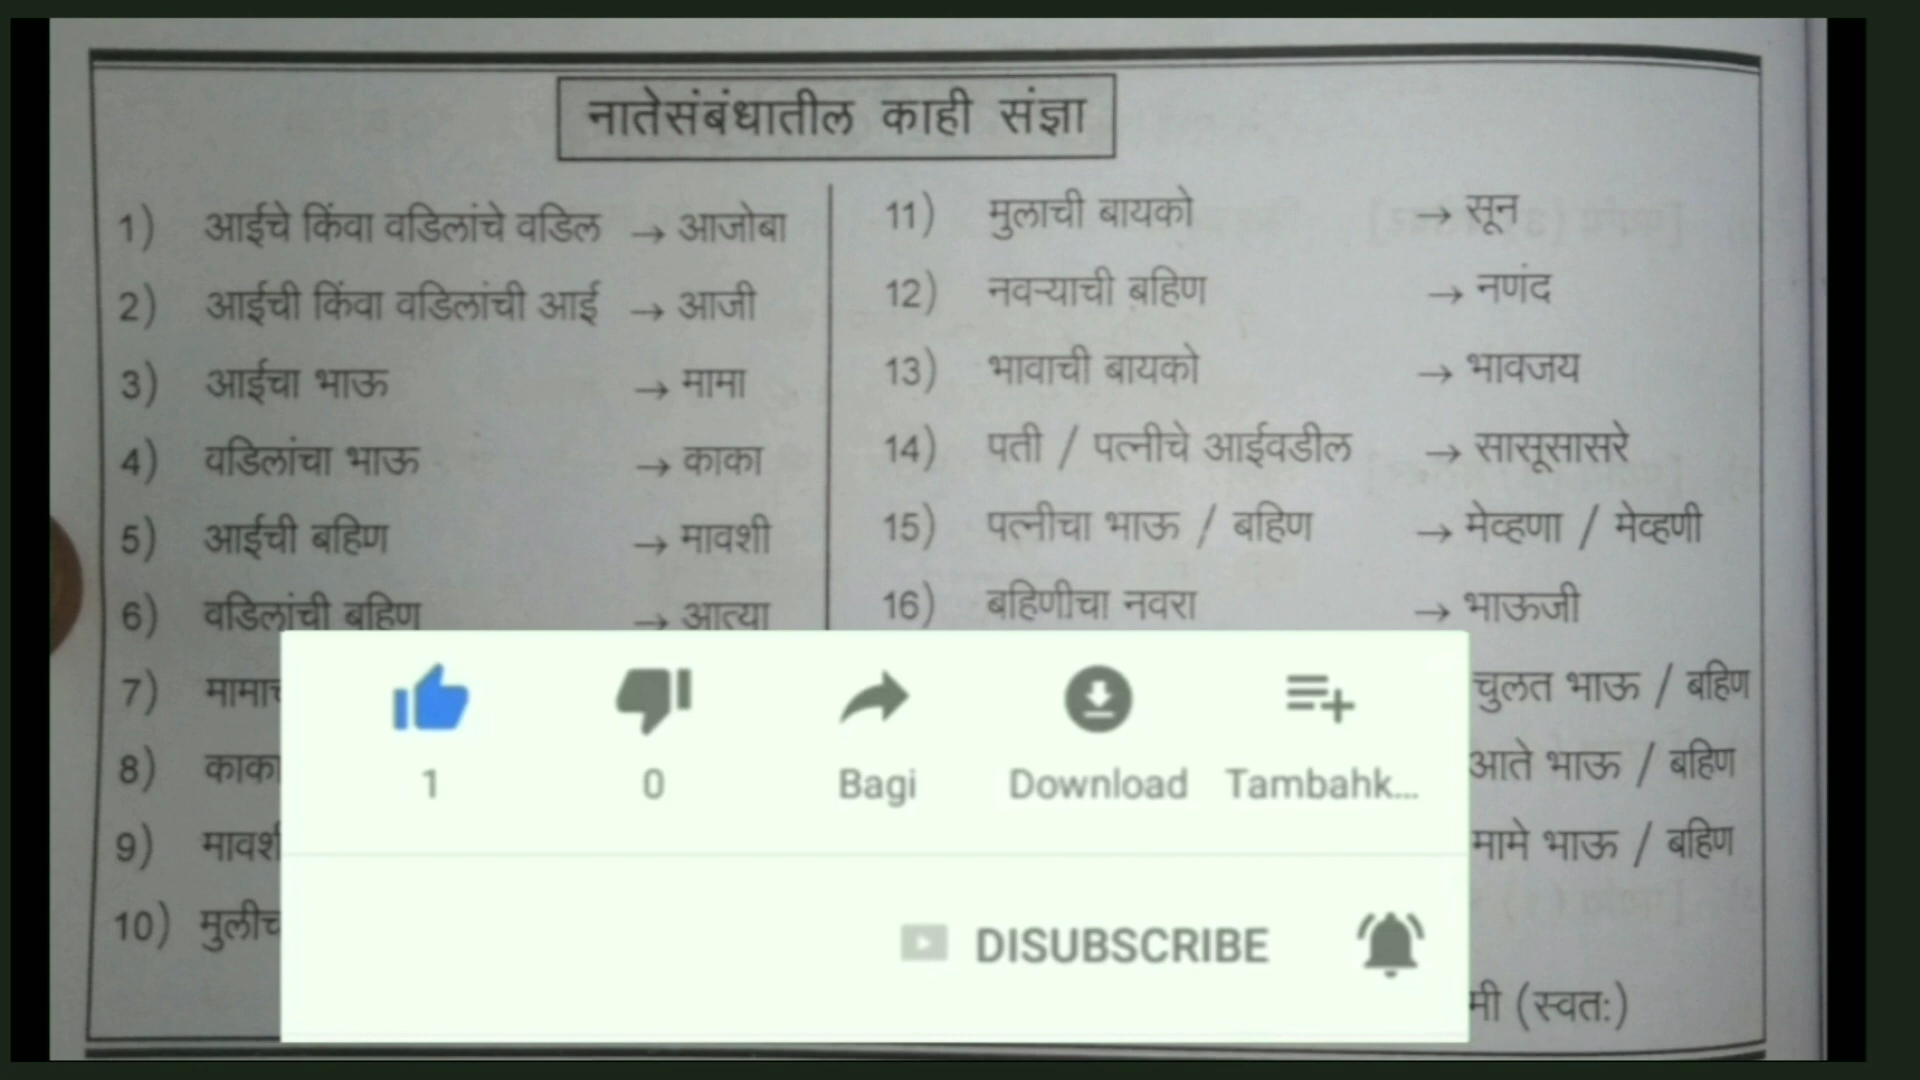 नातेसंबंधातील काही संज्ञा
1) आईचे किंवा वडिलांचे वडिल → आजोबा
2) आईची किंवा वडिलांची आई → आजी
3) आईचा भाऊ → मामा
4) वडिलांचा भाऊ → काका
5) आईची बहिण → मावशी
6) वडिलांची बहिण → आत्या
7)
8) काका
9)
10)
11) मुलाची बायको → सून
12) नवऱ्याची बहिण → नणंद
13) भावाची बायको → भावजय
14) पती / पत्नीचे आईवडील → सासूसासरे
15) पत्नीचा भाऊ / बहिण → मेव्हणा / मेव्हणी
16) बहिणीचा नवरा → भाऊजी
चुलत भाऊ / बहिण
आते भाऊ / बहिण
मामे भाऊ / बहिण
मी (स्वतः)
1
0
Bagi
Download
Tambahk...
DISUBSCRIBE